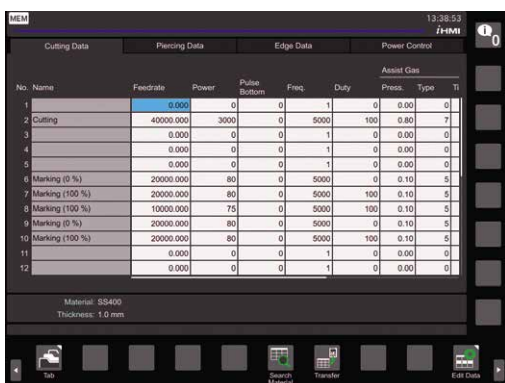 MEM
13:38:53
iHMI
0
Cutting Data Piercing Data Edge Data Power Control
Assist Gas
No. Name Feedrate Power Pulse Bottom Freq. Duty Press. Type Ti
1 0.000 0 0 1 0 0.00 0
2 Cutting 40000.000 3000 0 5000 100 0.80 7
3 0.000 0 0 1 0 0.00 0
4 0.000 0 0 1 0 0.00 0
5 0.000 0 0 1 0 0.00 0
6 Marking (0 %) 20000.000 80 0 5000 0 0.10 5
7 Marking (100 %) 20000.000 80 0 5000 100 0.10 5
8 Marking (100 %) 10000.000 75 0 5000 100 0.10 5
9 Marking (0 %) 20000.000 80 0 5000 0 0.10 5
10 Marking (100 %) 20000.000 80 0 5000 100 0.10 5
11 0.000 0 0 1 0 0.00 0
12 0.000 0 0 1 0 0.00 0
Material: SS400
Thickness: 1.0 mm
Tab Search Material Transfer Edit Data